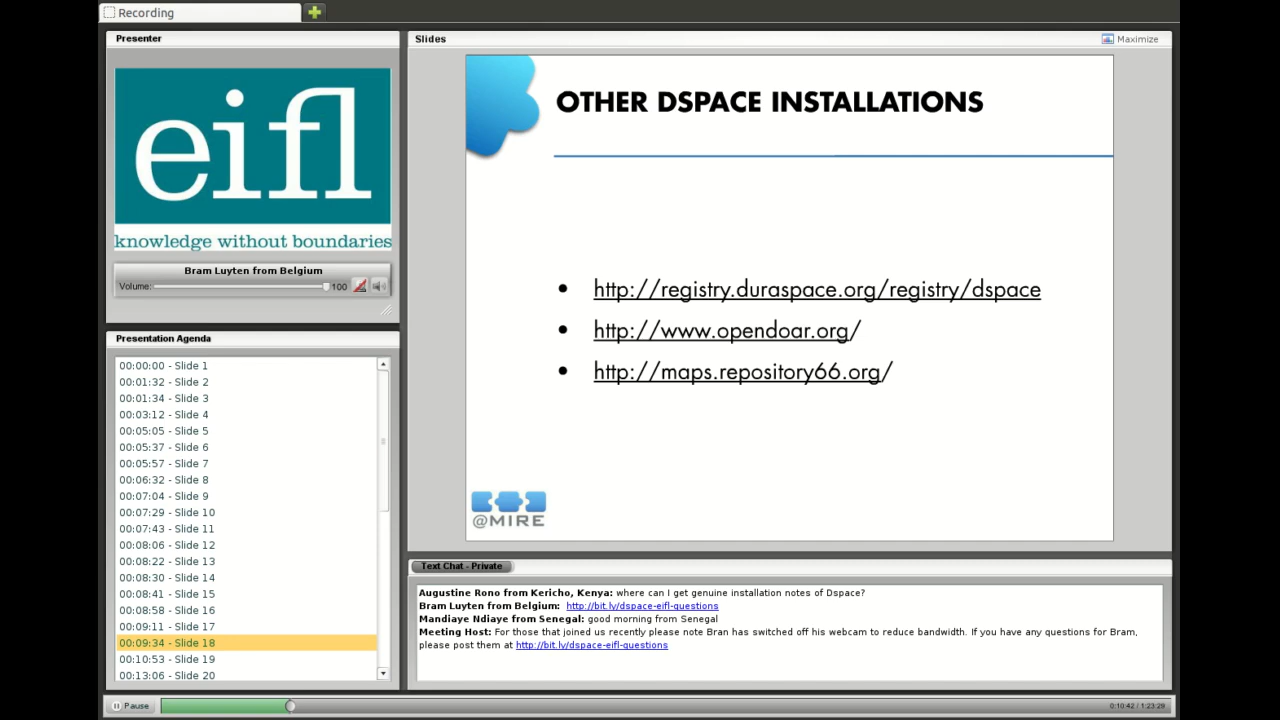 Recording
Presenter
eifl
knowledge without boundaries
Bram Luyten from Belgium
Volume: 100
Presentation Agenda
00:00:00 - Slide 1
00:01:32 - Slide 2
00:01:34 - Slide 3
00:03:12 - Slide 4
00:05:05 - Slide 5
00:05:37 - Slide 6
00:05:57 - Slide 7
00:06:32 - Slide 8
00:07:04 - Slide 9
00:07:29 - Slide 10
00:07:43 - Slide 11
00:08:06 - Slide 12
00:08:22 - Slide 13
00:08:30 - Slide 14
00:08:41 - Slide 15
00:08:58 - Slide 16
00:09:11 - Slide 17
00:09:34 - Slide 18
00:10:53 - Slide 19
00:13:06 - Slide 20
Slides
Maximize
OTHER DSPACE INSTALLATIONS
• http://registry.duraspace.org/registry/dspace
• http://www.opendoar.org/
• http://maps.repository66.org/
@MIRE
Text Chat - Private
Augustine Rono from Kericho, Kenya: where can I get genuine installation notes of Dspace?
Bram Luyten from Belgium: http://bit.ly/dspace-eifl-questions
Mandiaye Ndiaye from Senegal: good morning from Senegal
Meeting Host: For those that joined us recently please note Bran has switched off his webcam to reduce bandwidth. If you have any questions for Bram,
please post them at http://bit.ly/dspace-eifl-questions
Pause
0:10:42 / 1:23:29